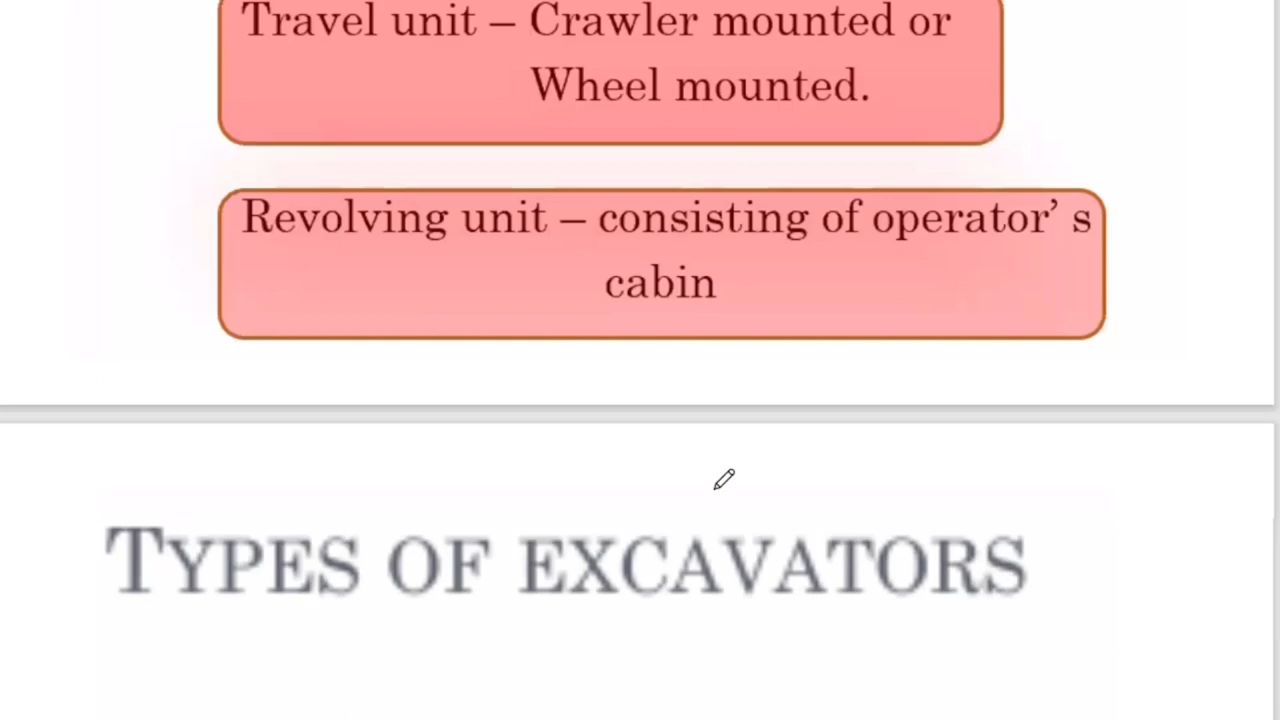 Travel unit – Crawler mounted or
Wheel mounted.
Revolving unit – consisting of operator’ s
cabin
TYPES OF EXCAVATORS